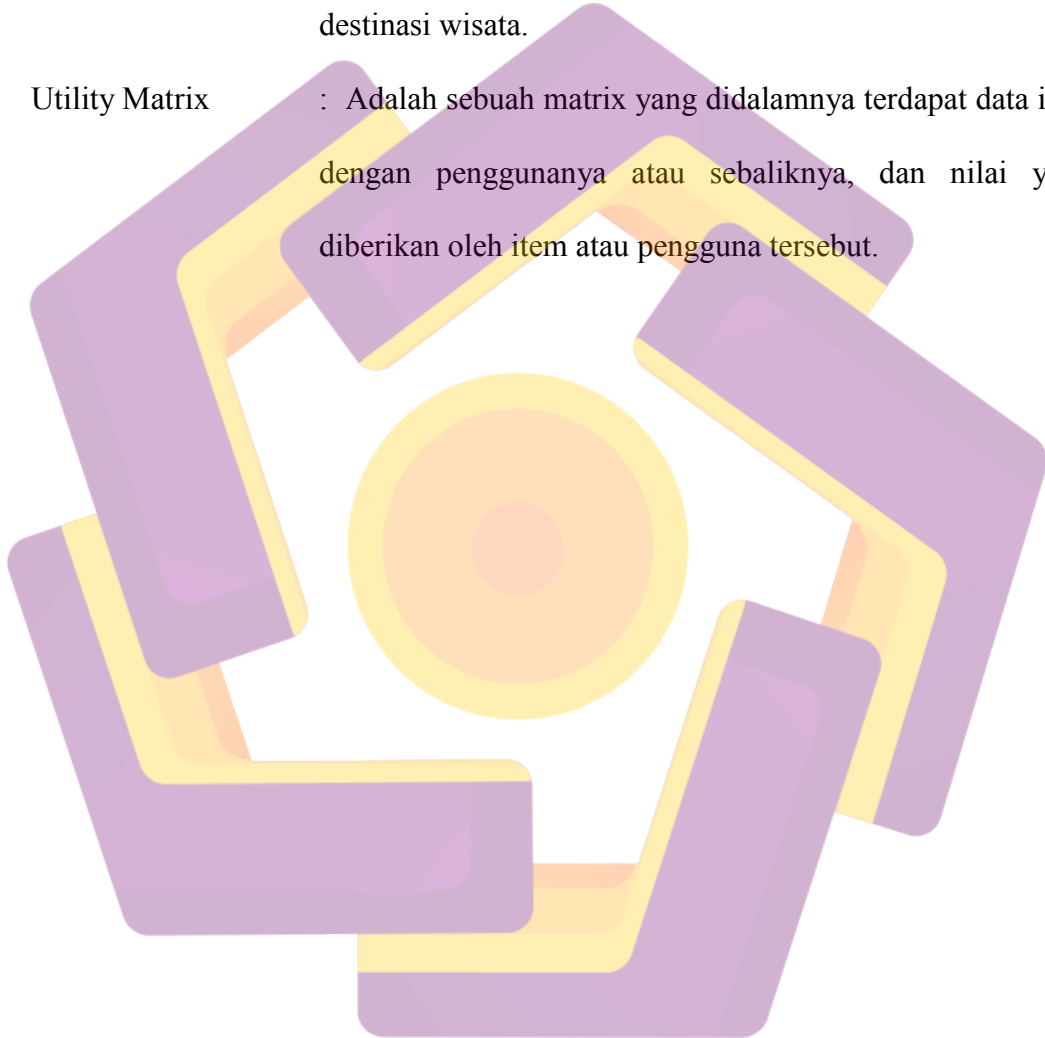 destinasi wisata.
Utility Matrix : Adalah sebuah matrix yang didalamnya terdapat data
dengan penggunanya atau sebaliknya, dan nilai
diberikan oleh item atau pengguna tersebut.